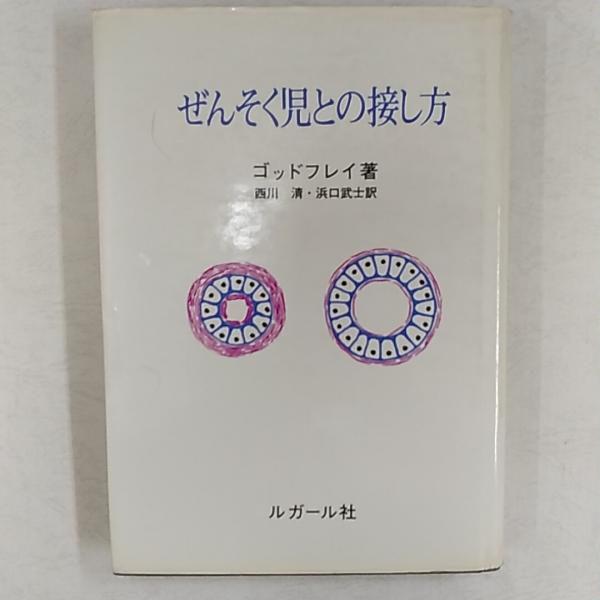 ぜんそく児との接し方
ゴッドフレイ著
西川 清・浜口武士訳
ルガール社